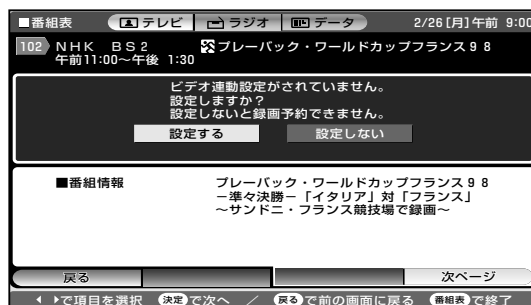 ■番組表 テレビ ラジオ データ 2/26[月]午前 9:00
102 NHK BS2 プレーバック・ワールドカップフランス98
午前11:00～午後 1:30
ビデオ連動設定がされていません。
設定しますか？
設定しないと録画予約できません。
設定する 設定しない
■番組情報 プレーバック・ワールドカップフランス98
－準々決勝－「イタリア」対「フランス」
～サンドニ・フランス競技場で録画～
戻る 次ページ
で項目を選択 決定で次へ ／ 戻るで前の画面に戻る 番組表で終了